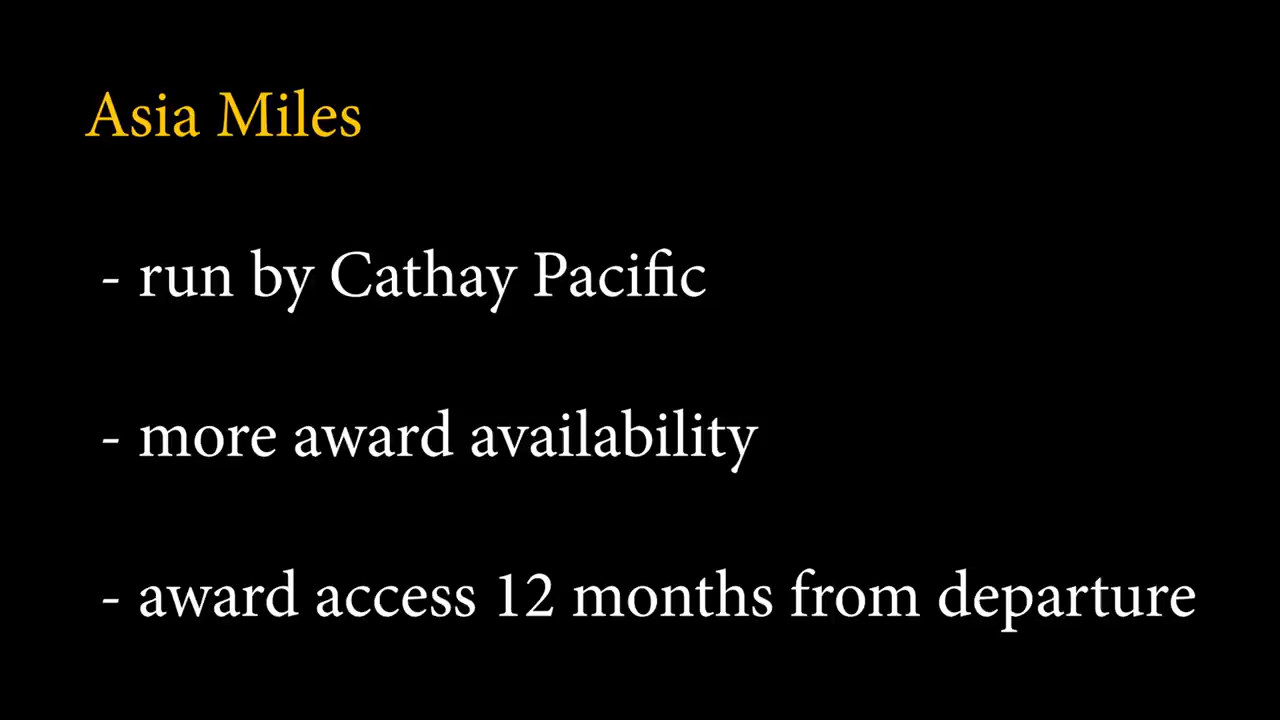 Asia Miles
- run by Cathay Pacific
- more award availability
- award access 12 months from departure